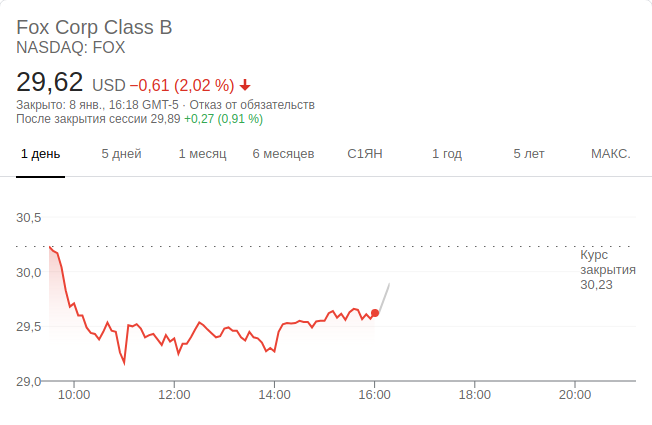 Fox Corp Class B
NASDAQ: FOX
29,62 USD −0,61 (2,02 %)
Закрыто: 8 янв., 16:18 GMT-5 · Отказ от обязательств
После закрытия сессии 29,89 +0,27 (0,91 %)
1 день 5 дней 1 месяц 6 месяцев С1ЯН 1 год 5 лет МАКС.
30,5
Курс
закрытия
30,23
30,0
29,5
29,0
10:00 12:00 14:00 16:00 18:00 20:00